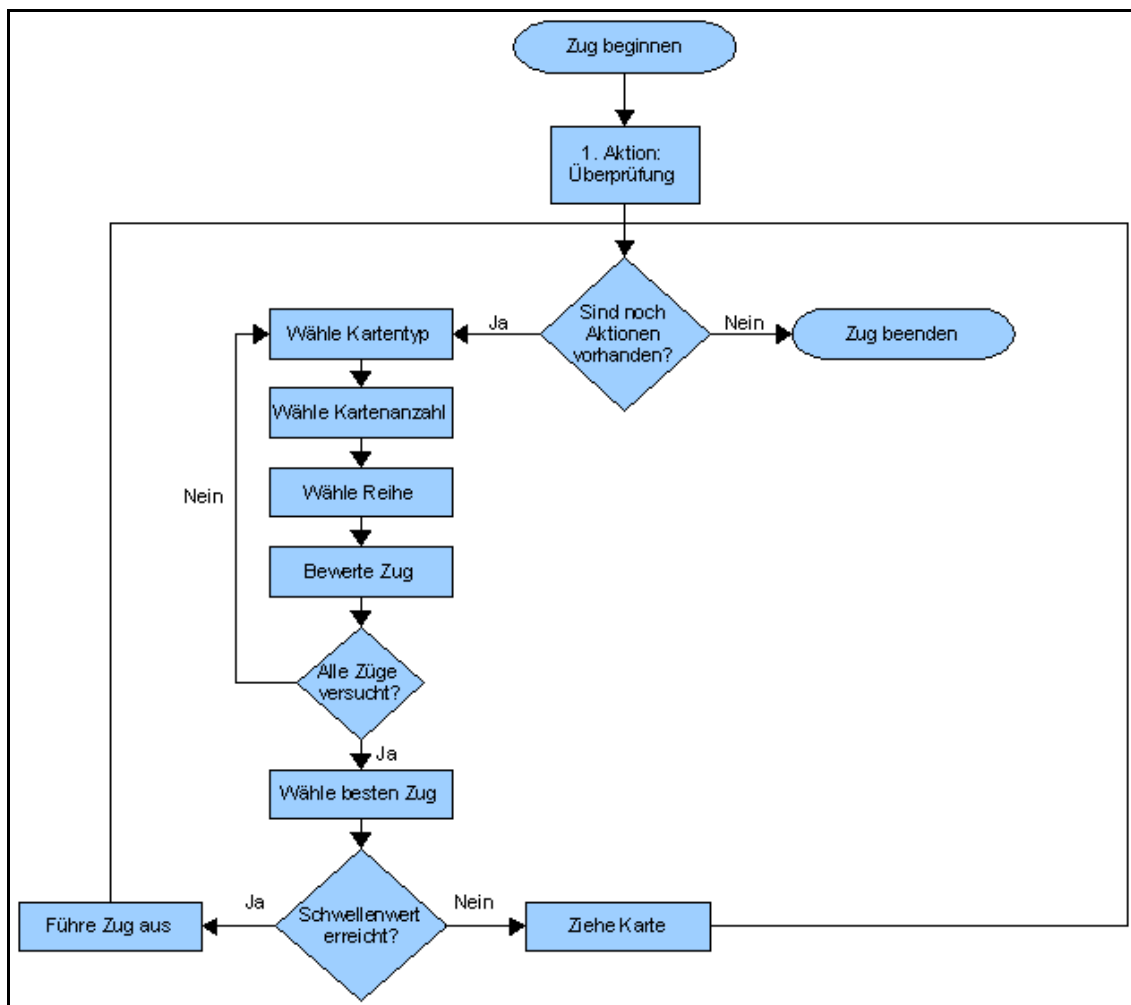 Zug beginnen
1. Aktion:
Überprüfung
Sind noch
Aktionen
vorhanden?
Ja
Nein
Wähle Kartentyp
Zug beenden
Wähle Kartenanzahl
Wähle Reihe
Nein
Bewerte Zug
Alle Züge
versucht?
Ja
Wähle besten Zug
Schwellenwert
erreicht?
Ja
Nein
Führe Zug aus
Ziehe Karte